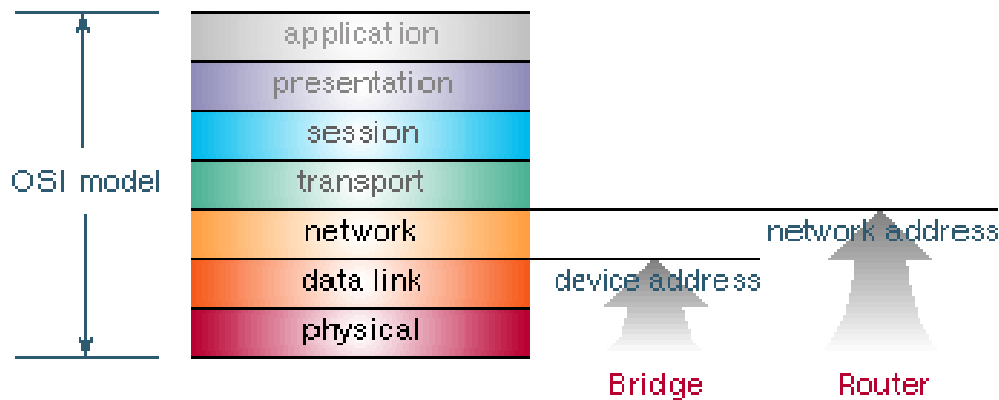 application
presentation
session
OSI model
transport
network
network address
data link
device address
physical
Bridge
Router